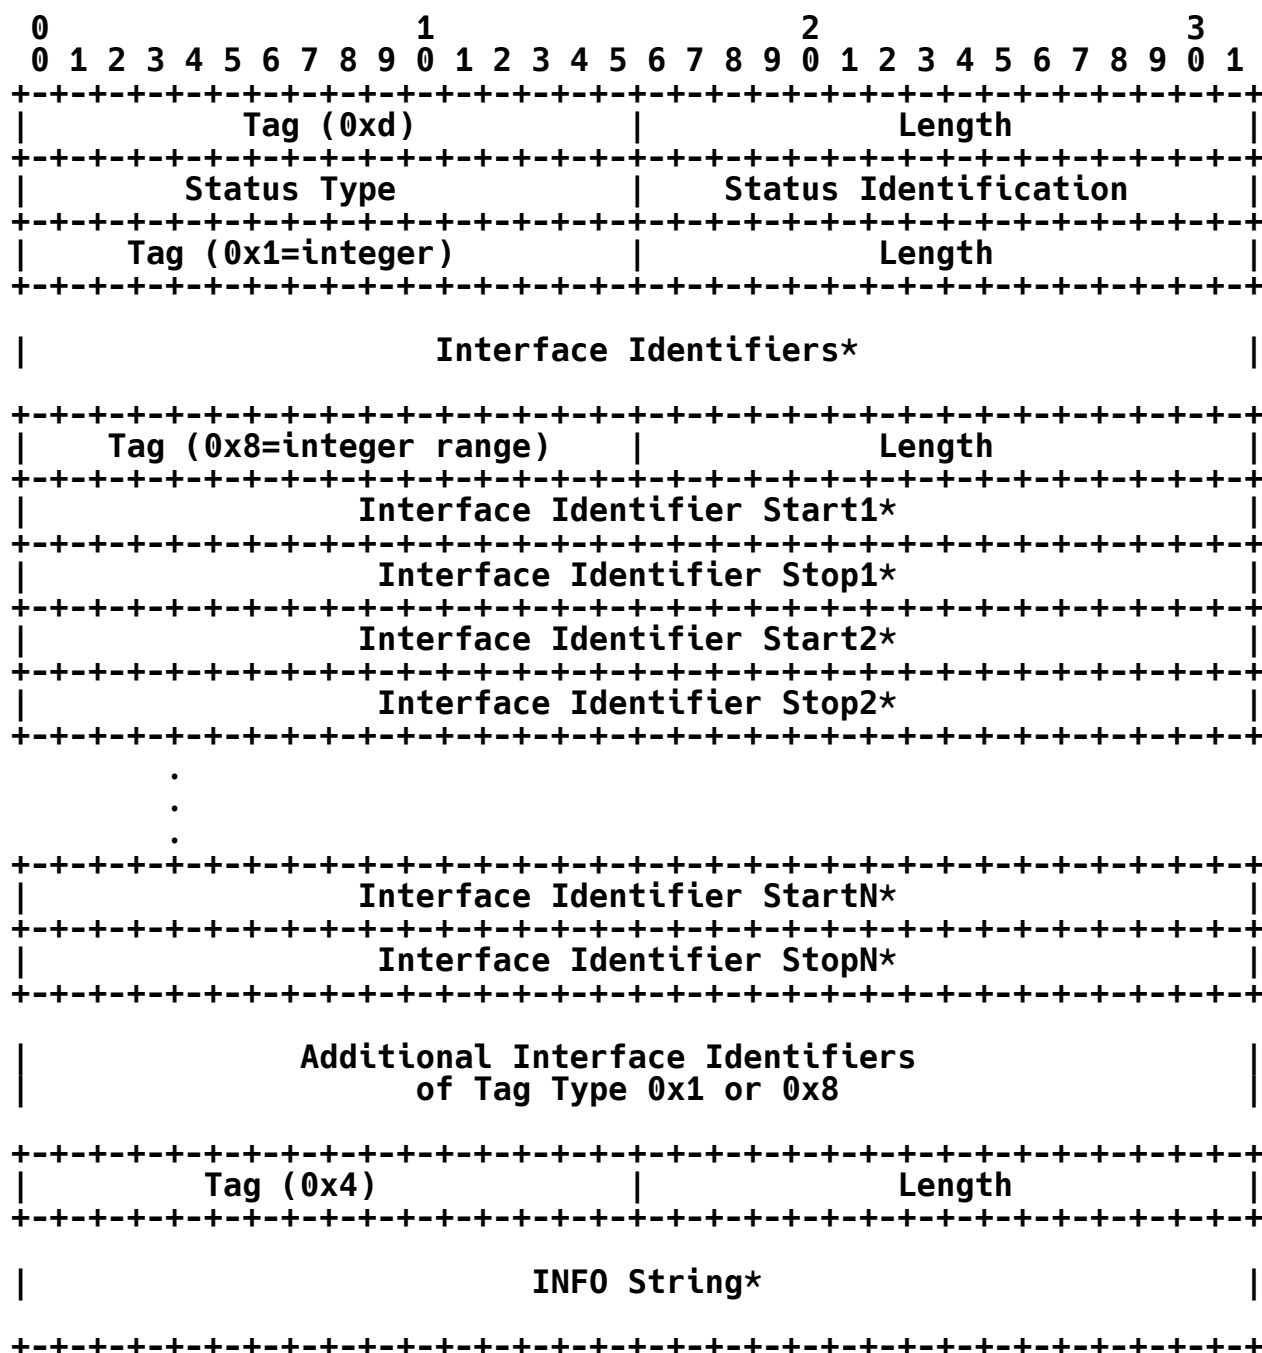 0                   1                   2                   3
 0 1 2 3 4 5 6 7 8 9 0 1 2 3 4 5 6 7 8 9 0 1 2 3 4 5 6 7 8 9 0 1
+-+-+-+-+-+-+-+-+-+-+-+-+-+-+-+-+-+-+-+-+-+-+-+-+-+-+-+-+-+-+-+-+
|           Tag (0xd)           |             Length            |
+-+-+-+-+-+-+-+-+-+-+-+-+-+-+-+-+-+-+-+-+-+-+-+-+-+-+-+-+-+-+-+-+
|        Status Type            |    Status Identification      |
+-+-+-+-+-+-+-+-+-+-+-+-+-+-+-+-+-+-+-+-+-+-+-+-+-+-+-+-+-+-+-+-+
|     Tag (0x1=integer)         |            Length             |
+-+-+-+-+-+-+-+-+-+-+-+-+-+-+-+-+-+-+-+-+-+-+-+-+-+-+-+-+-+-+-+-+
|                     Interface Identifiers*                    |
+-+-+-+-+-+-+-+-+-+-+-+-+-+-+-+-+-+-+-+-+-+-+-+-+-+-+-+-+-+-+-+-+
|    Tag (0x8=integer range)    |            Length             |
+-+-+-+-+-+-+-+-+-+-+-+-+-+-+-+-+-+-+-+-+-+-+-+-+-+-+-+-+-+-+-+-+
|                 Interface Identifier Start1*                  |
+-+-+-+-+-+-+-+-+-+-+-+-+-+-+-+-+-+-+-+-+-+-+-+-+-+-+-+-+-+-+-+-+
|                  Interface Identifier Stop1*                  |
+-+-+-+-+-+-+-+-+-+-+-+-+-+-+-+-+-+-+-+-+-+-+-+-+-+-+-+-+-+-+-+-+
|                 Interface Identifier Start2*                  |
+-+-+-+-+-+-+-+-+-+-+-+-+-+-+-+-+-+-+-+-+-+-+-+-+-+-+-+-+-+-+-+-+
|                  Interface Identifier Stop2*                  |
+-+-+-+-+-+-+-+-+-+-+-+-+-+-+-+-+-+-+-+-+-+-+-+-+-+-+-+-+-+-+-+-+
        .
        .
        .
+-+-+-+-+-+-+-+-+-+-+-+-+-+-+-+-+-+-+-+-+-+-+-+-+-+-+-+-+-+-+-+-+
|                 Interface Identifier StartN*                  |
+-+-+-+-+-+-+-+-+-+-+-+-+-+-+-+-+-+-+-+-+-+-+-+-+-+-+-+-+-+-+-+-+
|                  Interface Identifier StopN*                  |
+-+-+-+-+-+-+-+-+-+-+-+-+-+-+-+-+-+-+-+-+-+-+-+-+-+-+-+-+-+-+-+-+
|              Additional Interface Identifiers                 |
|                    of Tag Type 0x1 or 0x8                     |
+-+-+-+-+-+-+-+-+-+-+-+-+-+-+-+-+-+-+-+-+-+-+-+-+-+-+-+-+-+-+-+-+
|         Tag (0x4)             |             Length            |
+-+-+-+-+-+-+-+-+-+-+-+-+-+-+-+-+-+-+-+-+-+-+-+-+-+-+-+-+-+-+-+-+
|                          INFO String*                         |
+-+-+-+-+-+-+-+-+-+-+-+-+-+-+-+-+-+-+-+-+-+-+-+-+-+-+-+-+-+-+-+-+